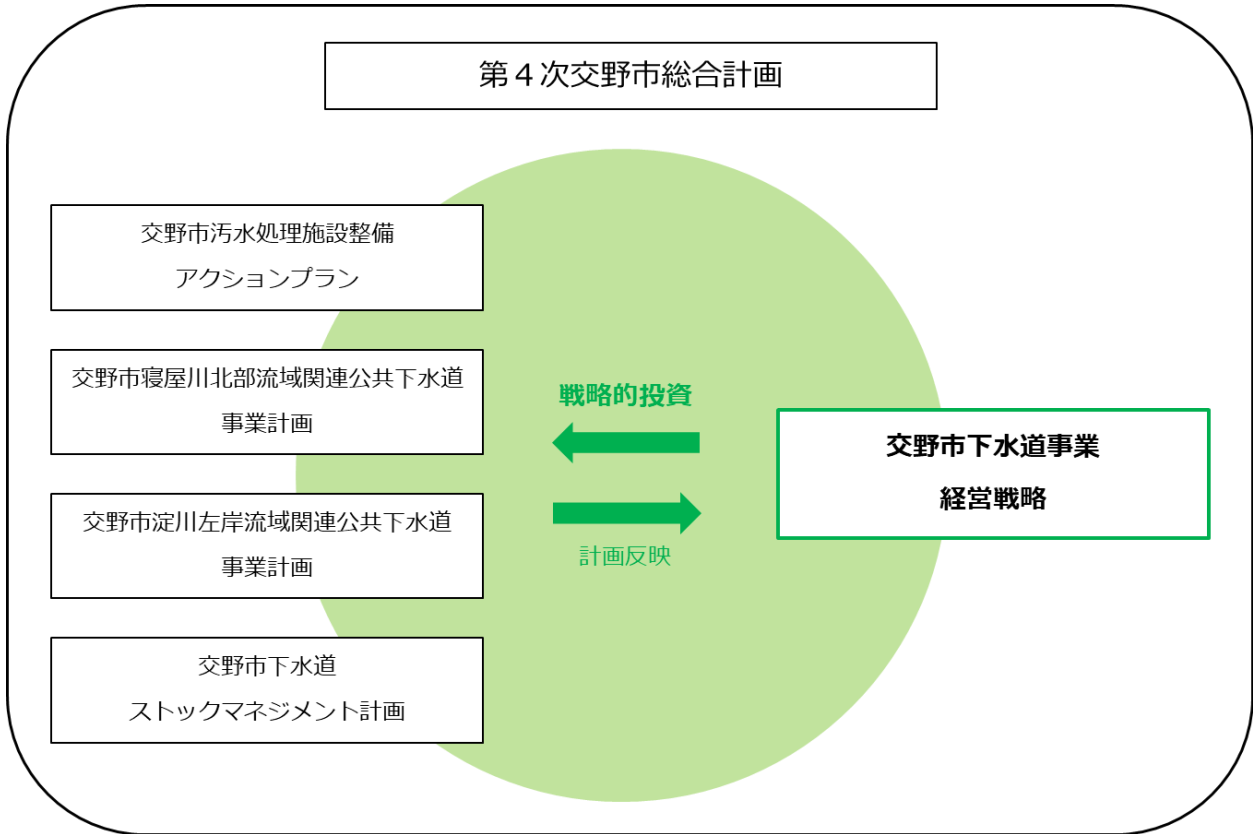 第４次交野市総合計画
交野市汚水処理施設整備
アクションプラン
交野市寝屋川北部流域関連公共下水道
事業計画
交野市淀川左岸流域関連公共下水道
事業計画
交野市下水道
ストックマネジメント計画
戦略的投資
計画反映
交野市下水道事業
経営戦略